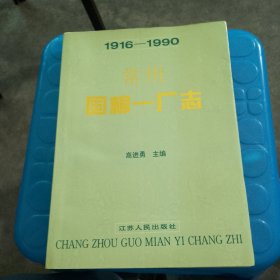 1916—1990
常州
国棉一厂志
高进勇 主编
江苏人民出版社
CHANG ZHOU GUO MIAN YI CHANG ZHI